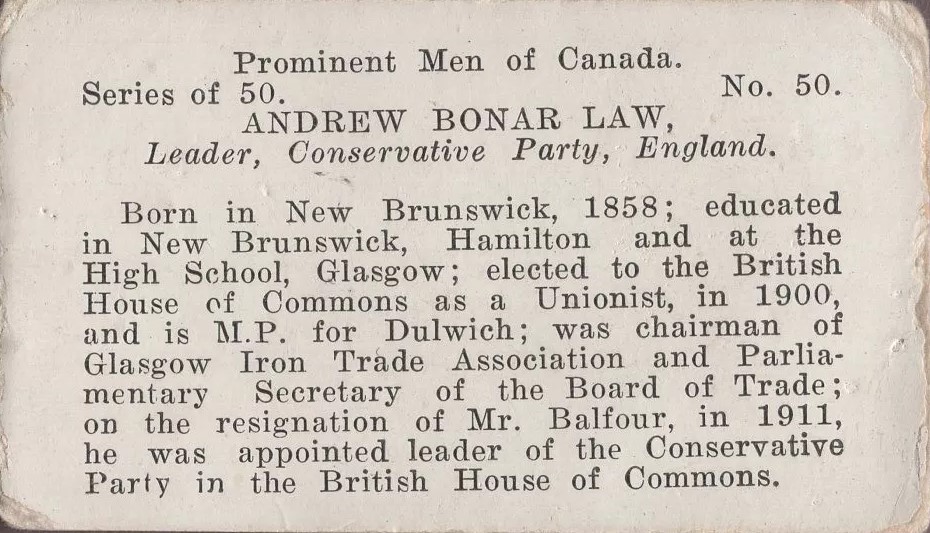 Prominent Men of Canada.
Series of 50. No. 50.
ANDREW BONAR LAW,
Leader, Conservative Party, England.
Born in New Brunswick, 1858; educated
in New Brunswick, Hamilton and at the
High School, Glasgow; elected to the British
House of Commons as a Unionist, in 1900,
and is M.P. for Dulwich; was chairman of
Glasgow Iron Trade Association and Parlia-
mentary Secretary of the Board of Trade;
on the resignation of Mr. Balfour, in 1911,
he was appointed leader of the Conservative
Party in the British House of Commons.